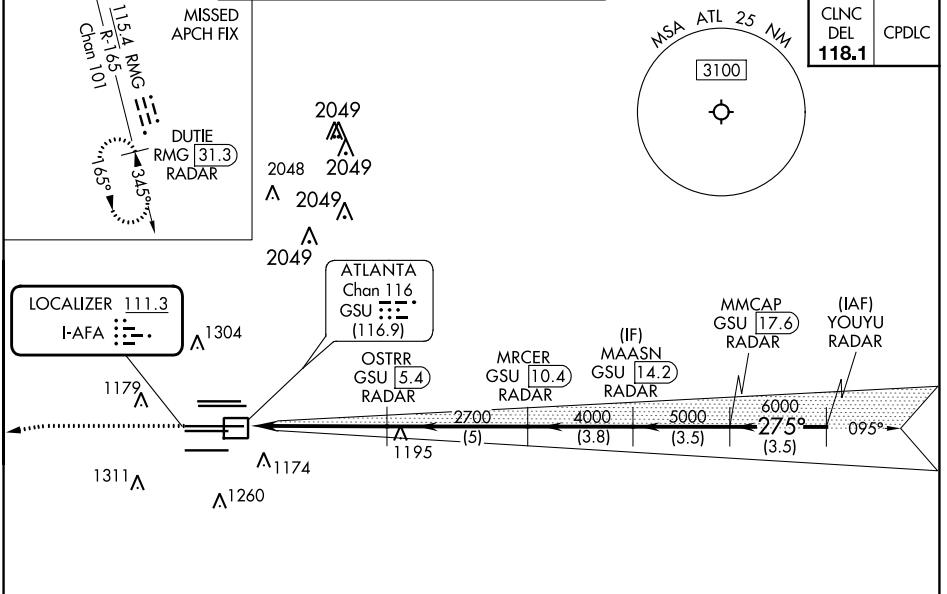 MISSED
APCH FIX
115.4 RMG
R-165
Chan 101
DUTIE
RMG 31.3
RADAR
165°
345°
MSA ATL 25 NM
3100
CLNC
DEL
118.1
CPDLC
2049
2049
2048
2049
2049
LOCALIZER 111.3
I-AFA
ATLANTA
Chan 116
GSU
(116.9)
1304
1179
1311
1260
1174
1195
OSTRR
GSU 5.4
RADAR
MRCER
GSU 10.4
RADAR
(IF)
MAASN
GSU 14.2
RADAR
MMCAP
GSU 17.6
RADAR
(IAF)
YOUYU
RADAR
2700
(5)
4000
(3.8)
5000
(3.5)
6000
275°
(3.5)
095°